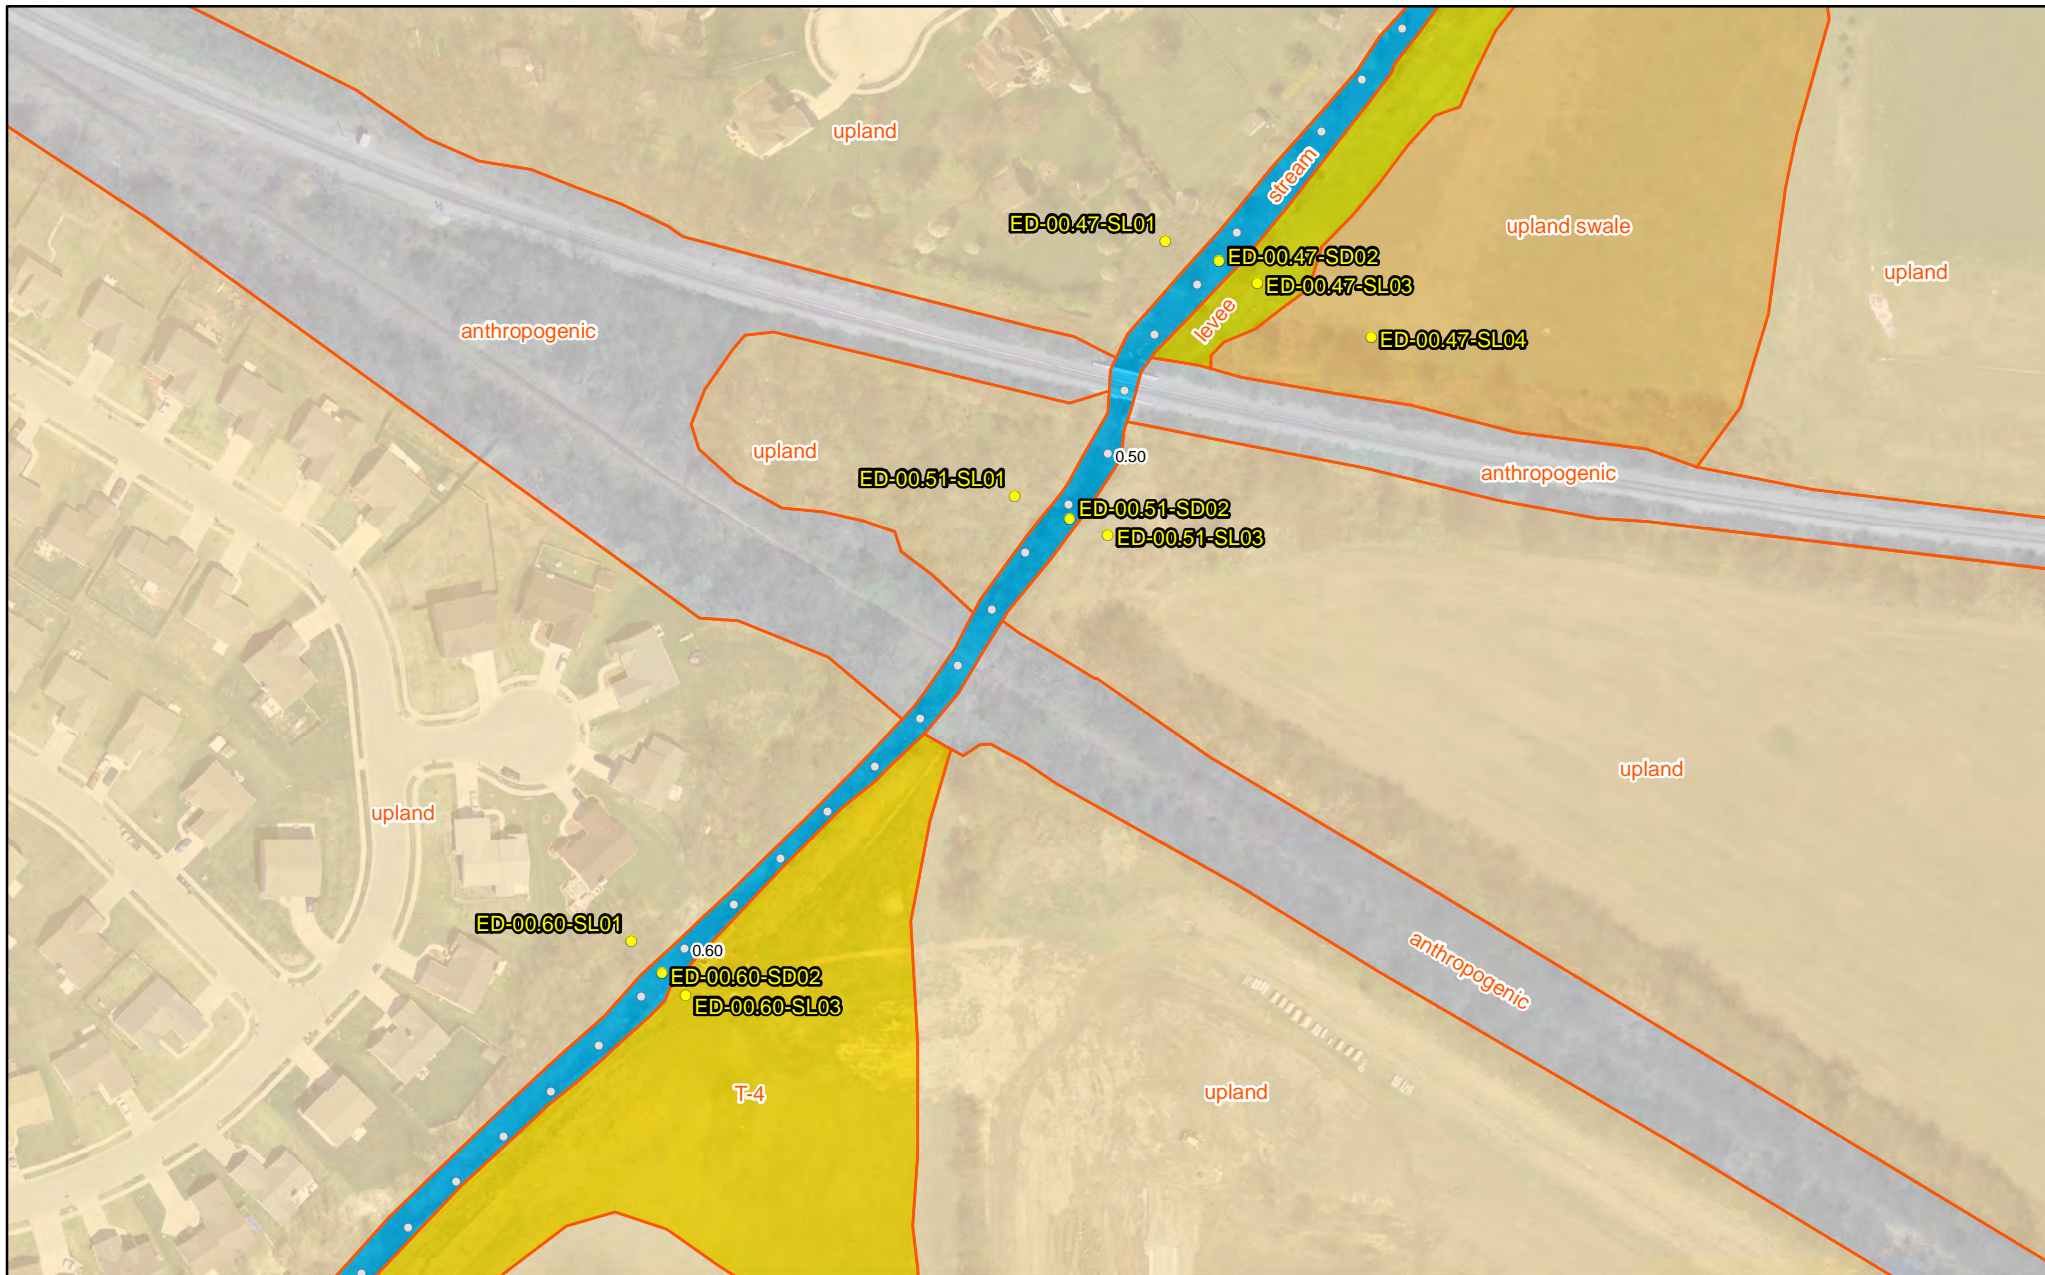 upland
stream
ED-00.47-SL01
upland swale
ED-00.47-SD02
upland
ED-00.47-SL03
levee
anthropogenic
ED-00.47-SL04
upland
0.50
anthropogenic
ED-00.51-SL01
ED-00.51-SD02
ED-00.51-SL03
upland
upland
ED-00.60-SL01
0.60
anthropogenic
ED-00.60-SD02
ED-00.60-SL03
T-4
upland